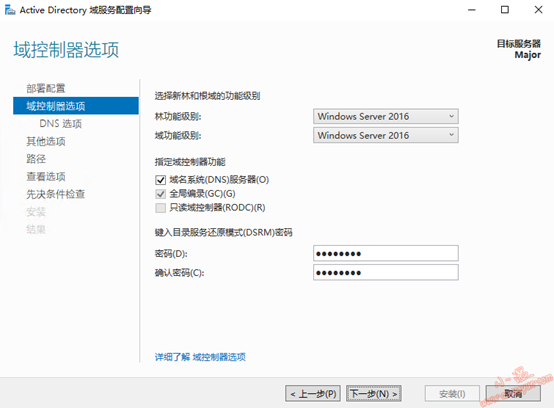 Active Directory 域服务配置向导
域控制器选项
目标服务器
Major
部署配置
域控制器选项
DNS 选项
其他选项
路径
查看选项
先决条件检查
安装
结果
选择新林和根域的功能级别
林功能级别: Windows Server 2016
域功能级别: Windows Server 2016
指定域控制器功能
域名系统(DNS)服务器(O)
全局编录(GC)(G)
只读域控制器(RODC)(R)
键入目录服务还原模式(DSRM)密码
密码(D): ●●●●●●●●
确认密码(C): ●●●●●●●●
详细了解 域控制器选项
< 上一步(P) 下一步(N) > 安装(I) 取消